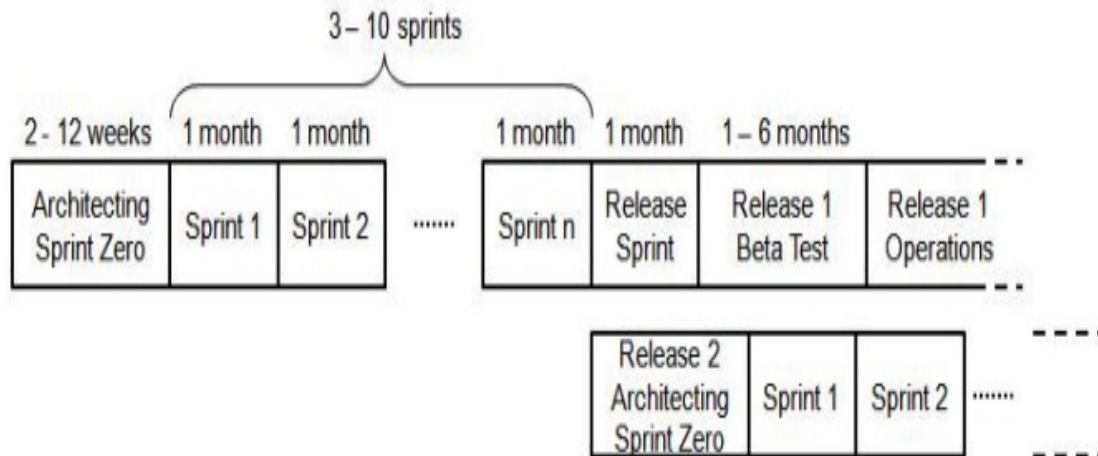 3 – 10 sprints
2 - 12 weeks 1 month 1 month 1 month 1 month 1 – 6 months
Architecting
Sprint Zero
Sprint 1
Sprint 2
.......
Sprint n
Release
Sprint
Release 1
Beta Test
Release 1
Operations
Release 2
Architecting
Sprint Zero
Sprint 1
Sprint 2
.......